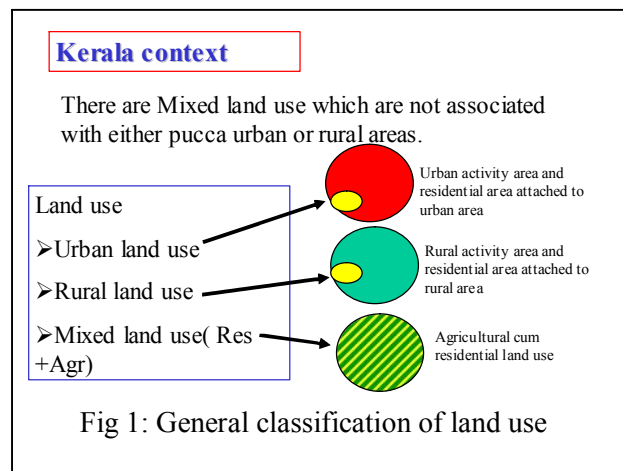 Kerala context
There are Mixed land use which are not associated
with either pucca urban or rural areas.
Urban activity area and
residential area attached to
urban area
Land use
➢Urban land use
Rural activity area and
residential area attached to
rural area
➢Rural land use
➢Mixed land use( Res
+Agr)
Agricultural cum
residential land use
Fig 1: General classification of land use